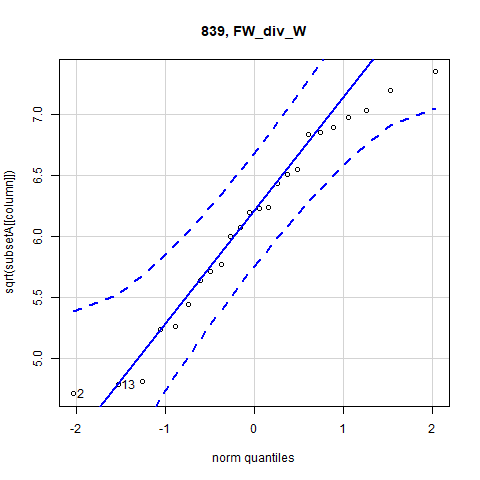 839, FW_div_W
sqrt(subsetA[[column]])
7.0
6.5
6.0
5.5
5.0
13
2
-2 -1 0 1 2
norm quantiles